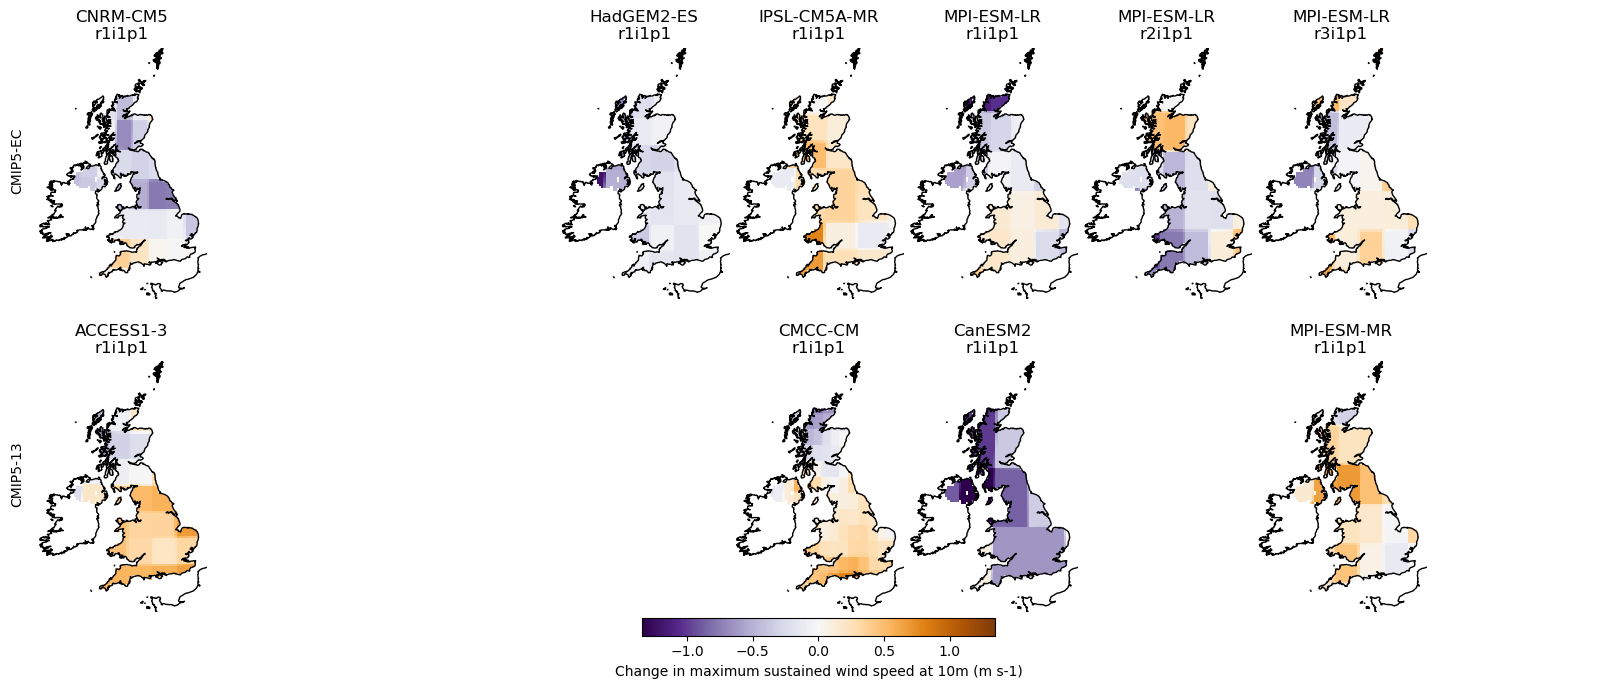 CNRM-CM5
r1i1p1
HadGEM2-ES
r1i1p1
IPSL-CM5A-MR
r1i1p1
MPI-ESM-LR
r1i1p1
MPI-ESM-LR
r2i1p1
MPI-ESM-LR
r3i1p1
CMIP5-EC
ACCESS1-3
r1i1p1
CMCC-CM
r1i1p1
CanESM2
r1i1p1
MPI-ESM-MR
r1i1p1
CMIP5-13
−1.0 −0.5 0.0 0.5 1.0
Change in maximum sustained wind speed at 10m (m s-1)